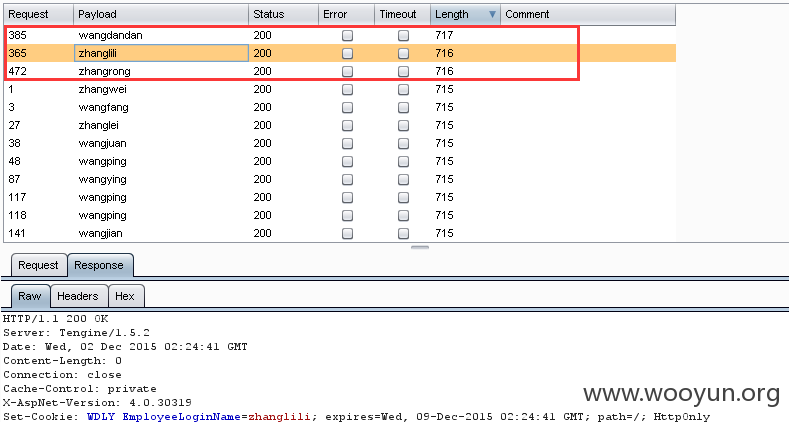 Request Payload Status Error Timeout Length Comment
385 wangdandan 200 717
365 zhanglili 200 716
472 zhangrong 200 716
1 zhangwei 200 715
3 wangfang 200 715
27 zhanglei 200 715
38 wangjuan 200 715
48 wangping 200 715
87 wangying 200 715
117 wangping 200 715
118 wangping 200 715
141 wangjian 200 715
Request Response
Raw Headers Hex
HTTP/1.1 200 OK
Server: Tengine/1.5.2
Date: Wed, 02 Dec 2015 02:24:41 GMT
Content-Length: 0
Connection: close
Cache-Control: private
X-AspNet-Version: 4.0.30319
Set-Cookie: WDLY_EmployeeLoginName=zhanglili; expires=Wed, 09-Dec-2015 02:24:41 GMT; path=/; HttpOnly
www.wooyun.org